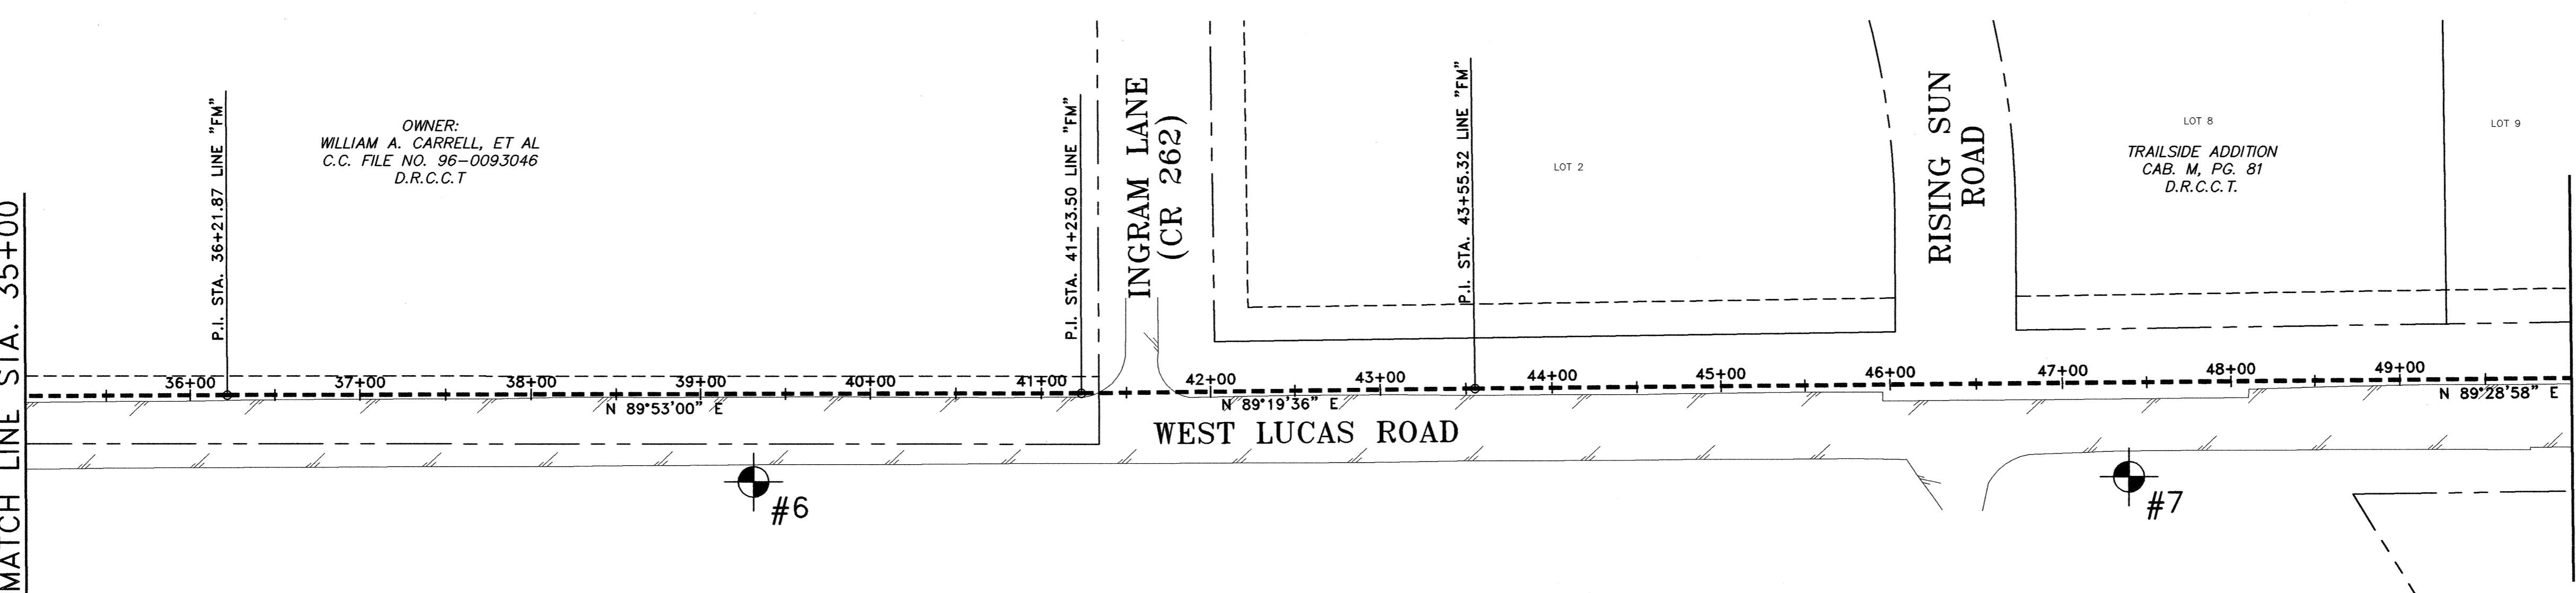 MATCH LINE STA. 35+00
P.I. STA. 36+21.87 LINE "FM"
OWNER:
WILLIAM A. CARRELL, ET AL
C.C. FILE NO. 96-0093046
D.R.C.C.T
P.I. STA. 41+23.50 LINE "FM"
INGRAM LANE
(CR 262)
P.I. STA. 43+55.32 LINE "FM"
LOT 2
RISING SUN
ROAD
LOT 8
TRAILSIDE ADDITION
CAB. M, PG. 81
D.R.C.C.T.
LOT 9
36+00 37+00 38+00 39+00 40+00 41+00 42+00 43+00 44+00 45+00 46+00 47+00 48+00 49+00
N 89°53'00" E
N 89°19'36" E
N 89°28'58" E
WEST LUCAS ROAD
#6
#7